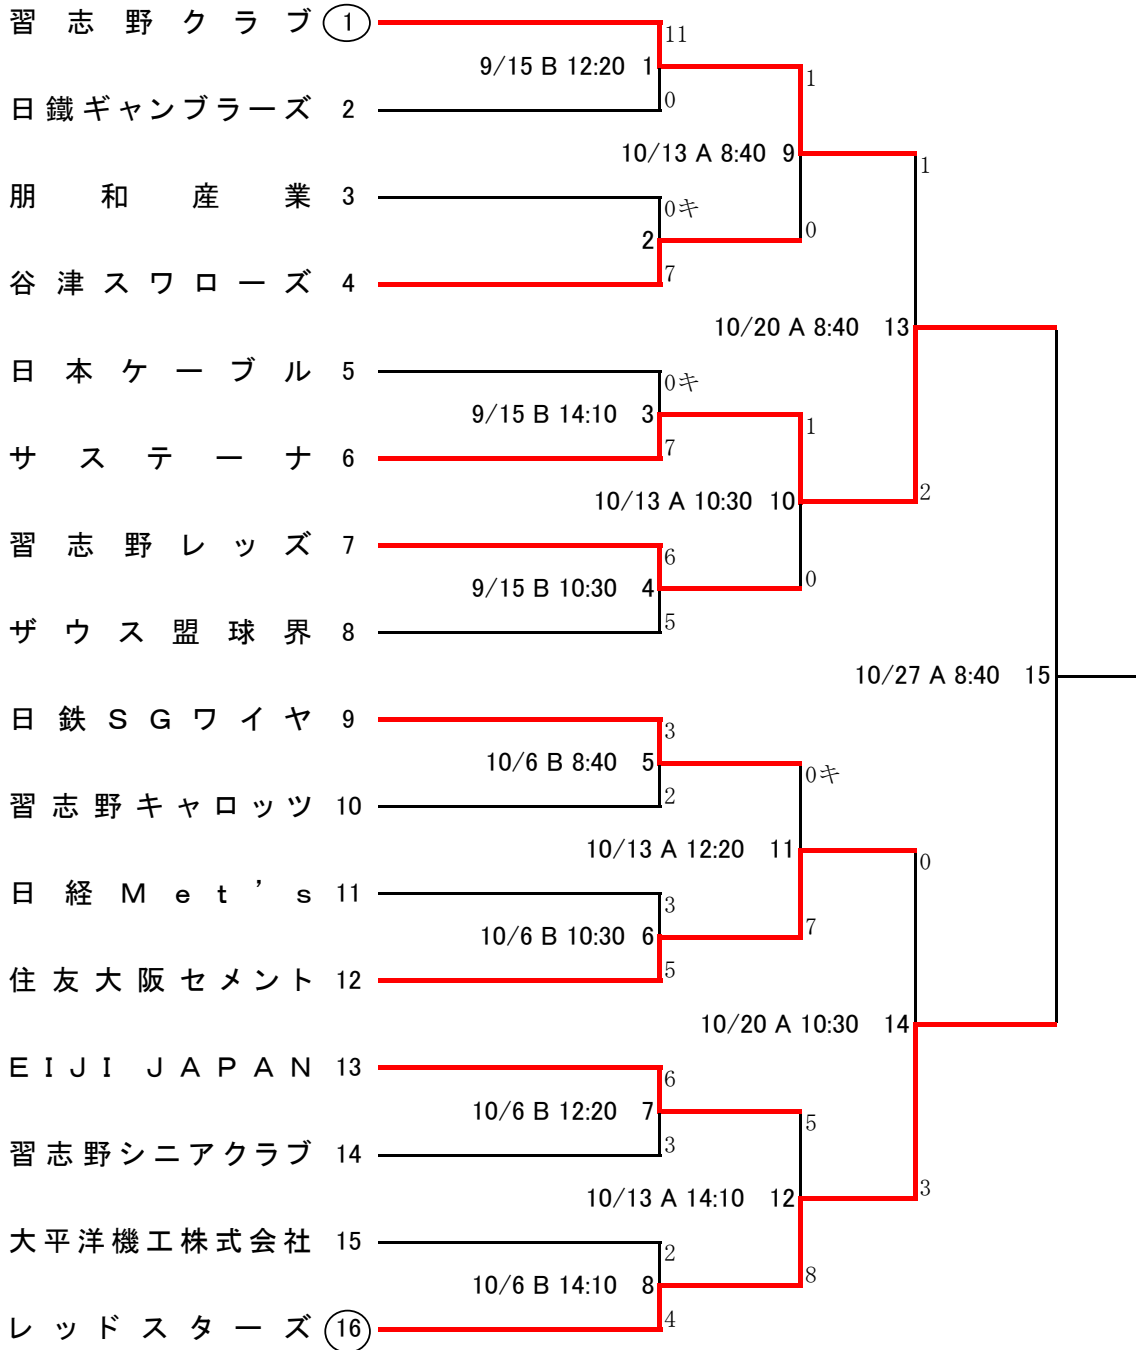 習志野クラブ 1
11
9/15 B 12:20 1
1
0
日鐵ギャンブラーズ 2
10/13 A 8:40 9
1
朋和産業 3
0キ
0
2
7
谷津スワローズ 4
10/20 A 8:40 13
日本ケーブル 5
0キ
9/15 B 14:10 3
1
7
サステーナ 6
10/13 A 10:30 10
2
習志野レッズ 7
6
0
9/15 B 10:30 4
5
ザウス盟球界 8
10/27 A 8:40 15
日鉄SGワイヤ 9
3
10/6 B 8:40 5
0キ
2
習志野キャロッツ 10
10/13 A 12:20 11
0
日経Met’s 11
3
7
10/6 B 10:30 6
5
住友大阪セメント 12
10/20 A 10:30 14
EIJI JAPAN 13
6
10/6 B 12:20 7
5
3
習志野シニアクラブ 14
10/13 A 14:10 12
3
大平洋機工株式会社 15
2
8
10/6 B 14:10 8
4
レッドスターズ 16